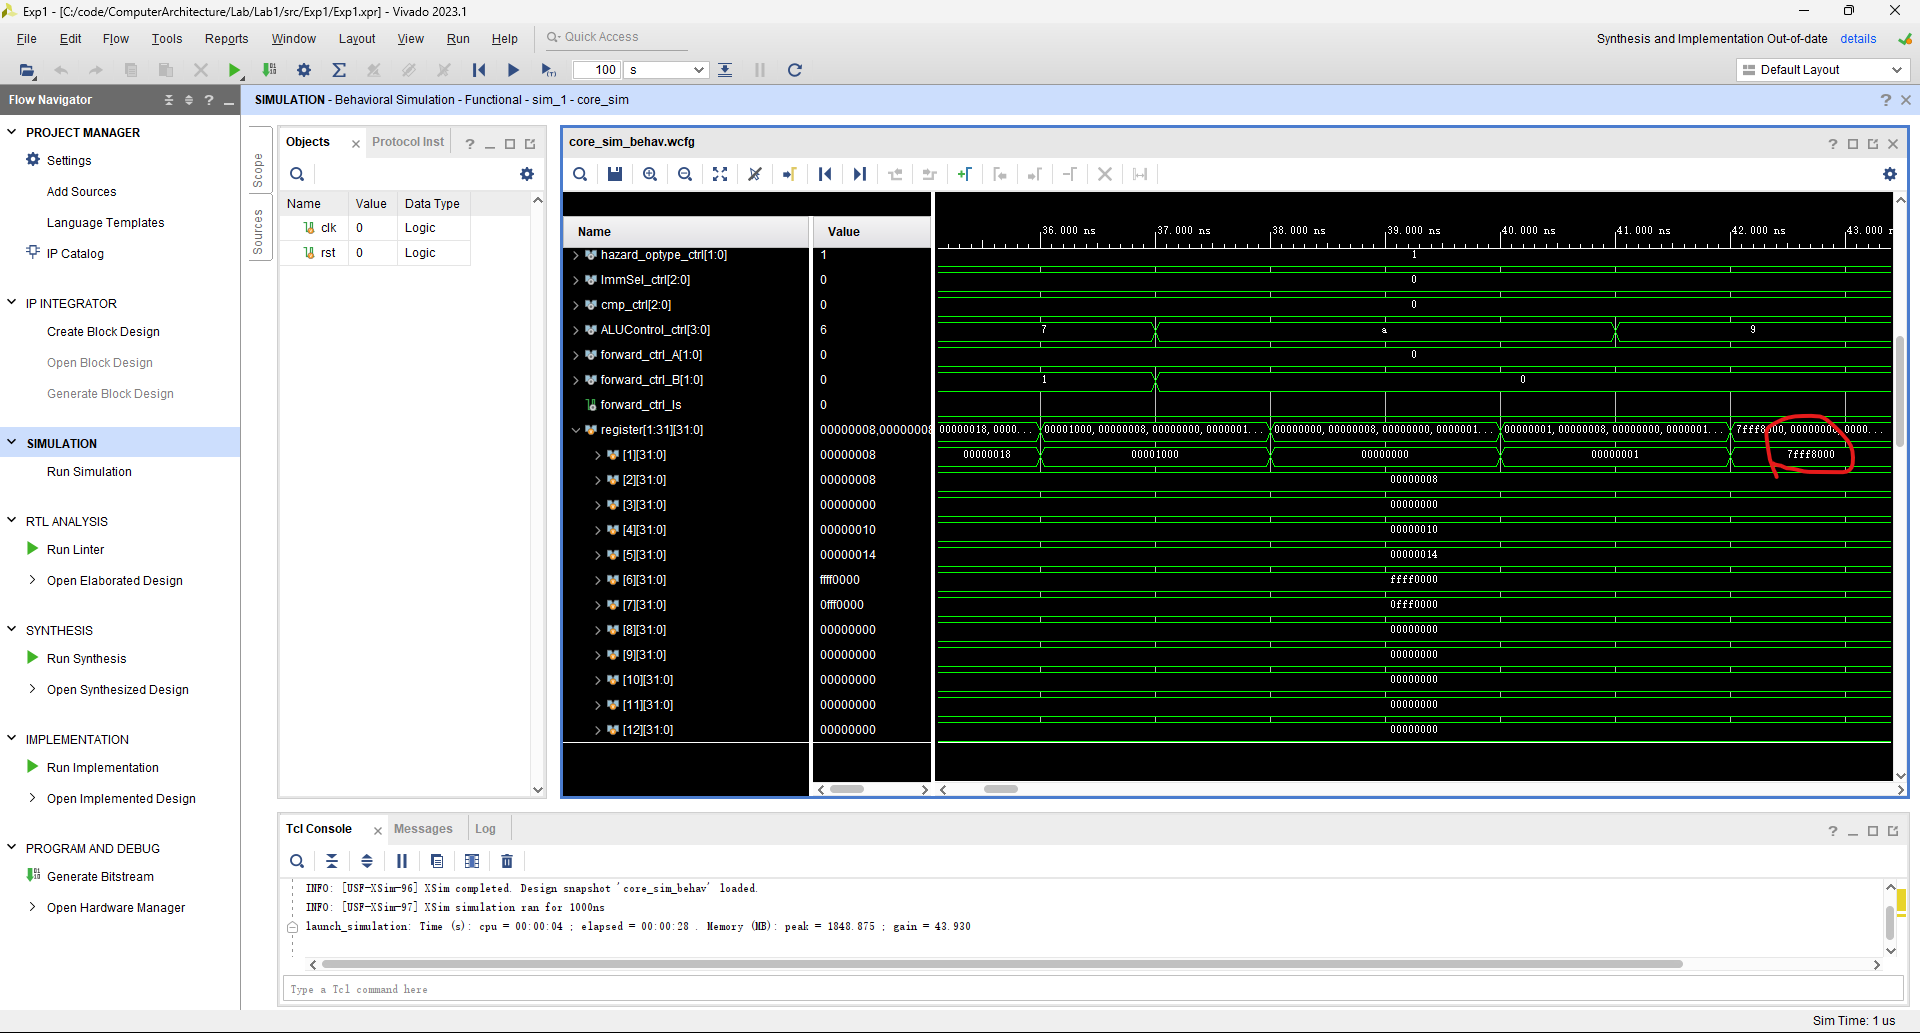 Exp1 - [C:/code/ComputerArchitecture/Lab/Lab1/src/Exp1/Exp1.xpr] - Vivado 2023.1
File Edit Flow Tools Reports Window Layout View Run Help Quick Access
Synthesis and Implementation Out-of-date details
100 s
Default Layout
Flow Navigator
SIMULATION - Behavioral Simulation - Functional - sim_1 - core_sim
PROJECT MANAGER
Settings
Add Sources
Language Templates
IP Catalog
IP INTEGRATOR
Create Block Design
Open Block Design
Generate Block Design
SIMULATION
Run Simulation
RTL ANALYSIS
Run Linter
Open Elaborated Design
SYNTHESIS
Run Synthesis
Open Synthesized Design
IMPLEMENTATION
Run Implementation
Open Implemented Design
PROGRAM AND DEBUG
Generate Bitstream
Open Hardware Manager
Scope
Sources
Objects Protocol Inst
Name Value Data Type
clk 0 Logic
rst 0 Logic
core_sim_behav.wcfg
Name Value
36.000 ns 37.000 ns 38.000 ns 39.000 ns 40.000 ns 41.000 ns 42.000 ns 43.000
hazard_optype_ctrl[1:0] 1 1
ImmSel_ctrl[2:0] 0 0
cmp_ctrl[2:0] 0 0
ALUControl_ctrl[3:0] 6 7 a 9
forward_ctrl_A[1:0] 0 0
forward_ctrl_B[1:0] 0 1 0
forward_ctrl_ls 0
register[1:31][31:0] 00000008,00000008 00000018,0000... 00001000,00000008,00000000,0000001... 00000000,00000008,00000000,0000001... 00000001,00000008,00000000,0000001... 7fff8000,00000008,0000...
[1][31:0] 00000008 00000018 00001000 00000000 00000001 7fff8000
[2][31:0] 00000008 00000008
[3][31:0] 00000000 00000000
[4][31:0] 00000010 00000010
[5][31:0] 00000014 00000014
[6][31:0] ffff0000 ffff0000
[7][31:0] 0fff0000 0fff0000
[8][31:0] 00000000 00000000
[9][31:0] 00000000 00000000
[10][31:0] 00000000 00000000
[11][31:0] 00000000 00000000
[12][31:0] 00000000 00000000
Tcl Console Messages Log
INFO: [USF-XSim-96] XSim completed. Design snapshot 'core_sim_behav' loaded.
INFO: [USF-XSim-97] XSim simulation ran for 1000ns
launch_simulation: Time (s): cpu = 00:00:04 ; elapsed = 00:00:28 . Memory (MB): peak = 1848.875 ; gain = 43.930
Type a Tcl command here
Sim Time: 1 us